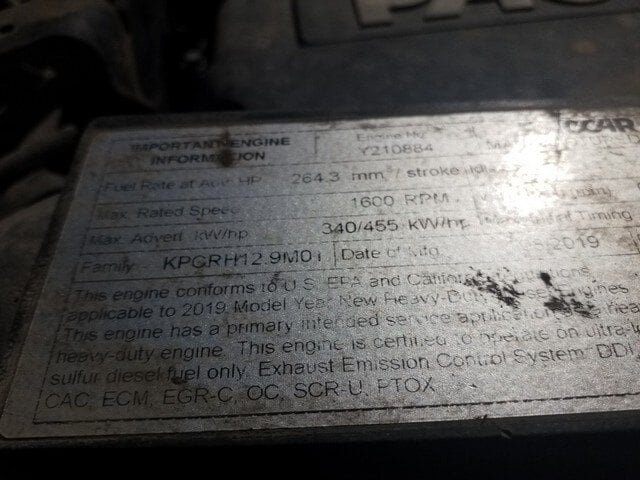 PAC
IMPORTANT ENGINE
INFORMATION
Engine No
Y210884
CCAR
Fuel Rate at Adv. HP 264.3 mm / stroke
Max. Rated Speed 1600 RPM
Max. Advert. kW/hp 340/455 kW/hp Timing
Family KPCRH12.9M01 Date of Mfg. 2019
This engine conforms to U.S. EPA and California
applicable to 2019 Model Year New Heavy-Duty Engines
This engine has a primary intended service application
heavy-duty engine. This engine is certified to operate on ultra-l
sulfur diesel fuel only. Exhaust Emission Control System: DDI
CAC, ECM, EGR-C, OC, SCR-U, PTOX